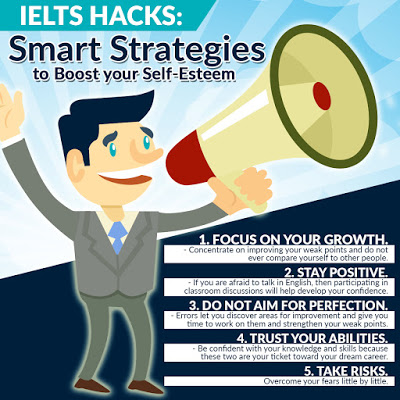 IELTS HACKS:
Smart Strategies
to Boost your Self-Esteem
1. FOCUS ON YOUR GROWTH.
- Concentrate on improving your weak points and do not
ever compare yourself to other people.
2. STAY POSITIVE.
- If you are afraid to talk in English, then participating in
classroom discussions will help develop your confidence.
3. DO NOT AIM FOR PERFECTION.
- Errors let you discover areas for improvement and give you
time to work on them and strengthen your weak points.
4. TRUST YOUR ABILITIES.
- Be confident with your knowledge and skills because
these two are your ticket toward your dream career.
5. TAKE RISKS.
Overcome your fears little by little.